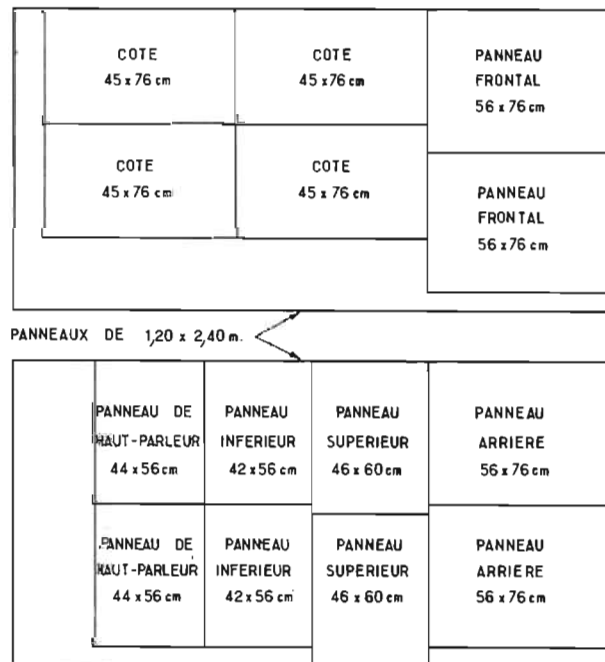 COTE
45 x 76 cm
COTE
45 x 76 cm
PANNEAU
FRONTAL
56 x 76 cm
COTE
45 x 76 cm
COTE
45 x 76 cm
PANNEAU
FRONTAL
56 x 76 cm
PANNEAUX DE 1,20 x 2,40 m.
PANNEAU DE
HAUT-PARLEUR
44 x 56 cm
PANNEAU
INFERIEUR
42 x 56 cm
PANNEAU
SUPERIEUR
46 x 60 cm
PANNEAU
ARRIERE
56 x 76 cm
PANNEAU DE
HAUT-PARLEUR
44 x 56 cm
PANNEAU
INFERIEUR
42 x 56 cm
PANNEAU
SUPERIEUR
46 x 60 cm
PANNEAU
ARRIERE
56 x 76 cm